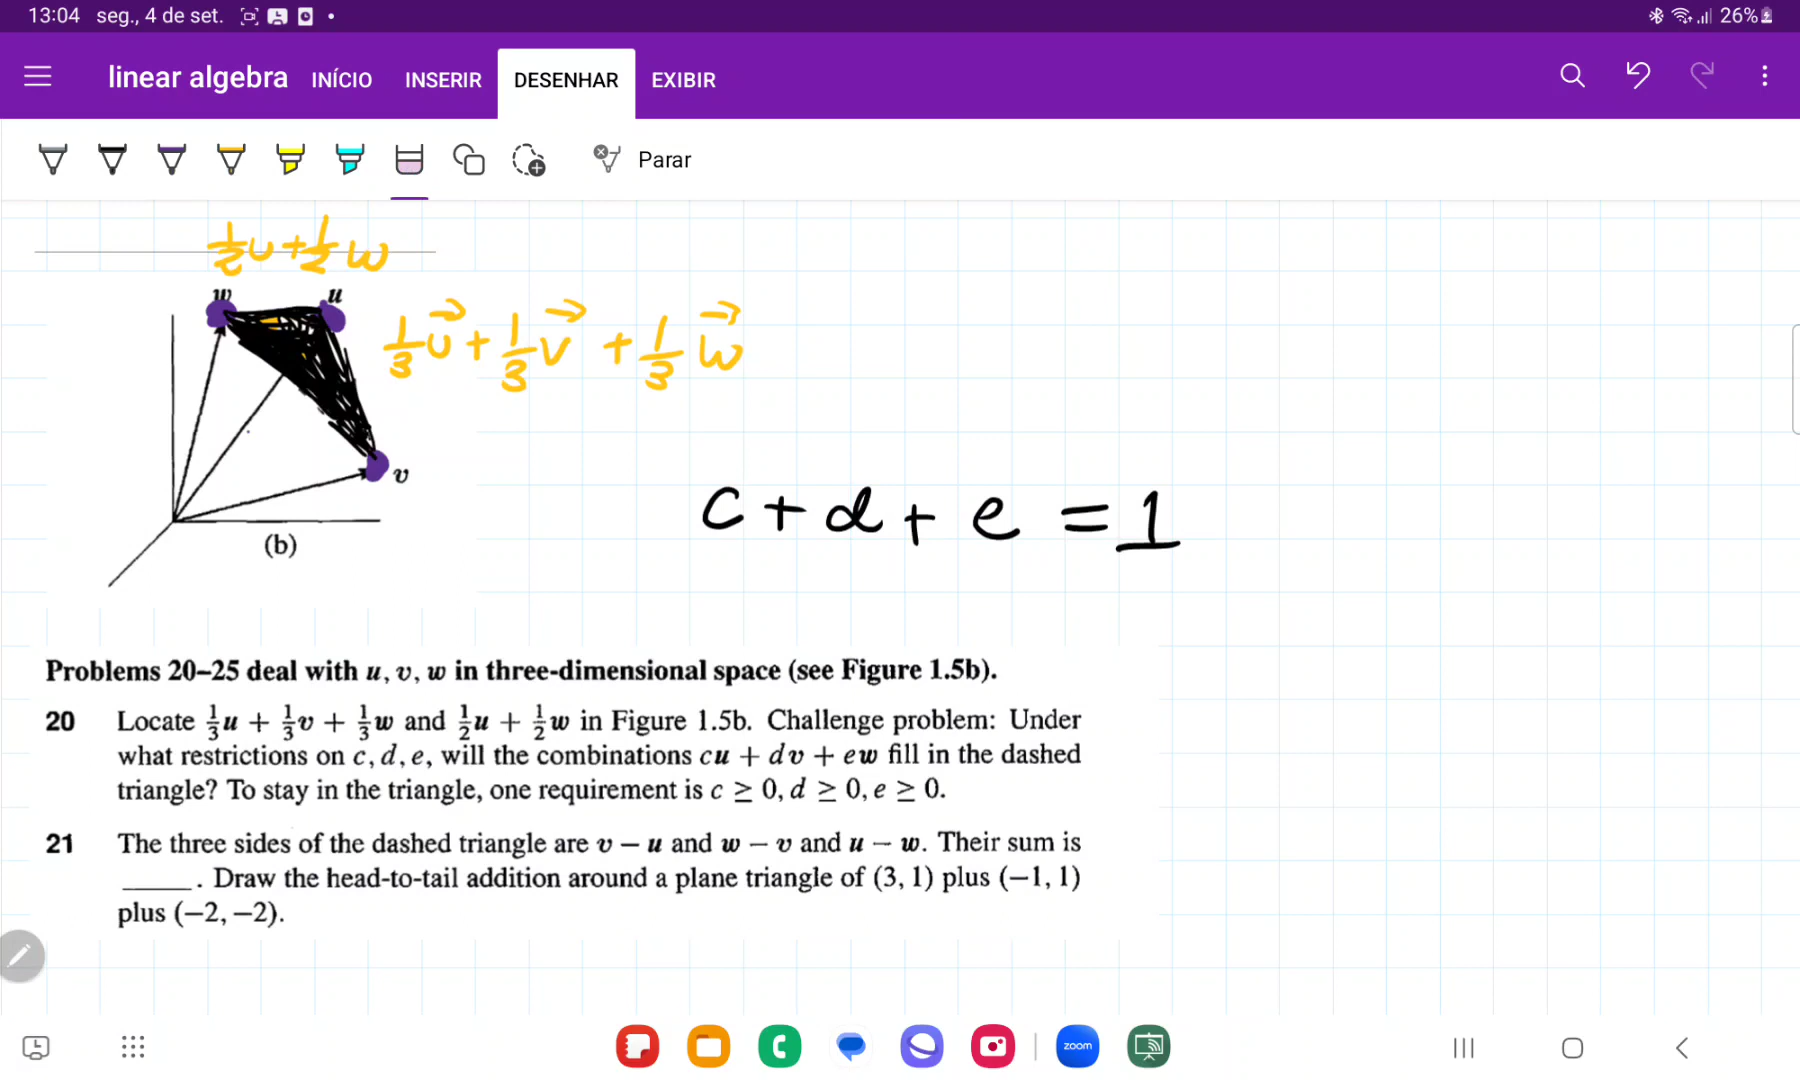 13:04 seg., 4 de set. •
26%
linear algebra INÍCIO INSERIR DESENHAR EXIBIR
Parar
½u + ½w
w u
⅓u⃗ + ⅓v⃗ + ⅓w⃗
v
c + d + e = 1
(b)
Problems 20–25 deal with u, v, w in three-dimensional space (see Figure 1.5b).
20 Locate ⅓u + ⅓v + ⅓w and ½u + ½w in Figure 1.5b. Challenge problem: Under
what restrictions on c, d, e, will the combinations cu + dv + ew fill in the dashed
triangle? To stay in the triangle, one requirement is c ≥ 0, d ≥ 0, e ≥ 0.
21 The three sides of the dashed triangle are v − u and w − v and u − w. Their sum is
____. Draw the head-to-tail addition around a plane triangle of (3, 1) plus (−1, 1)
plus (−2, −2).
zoom